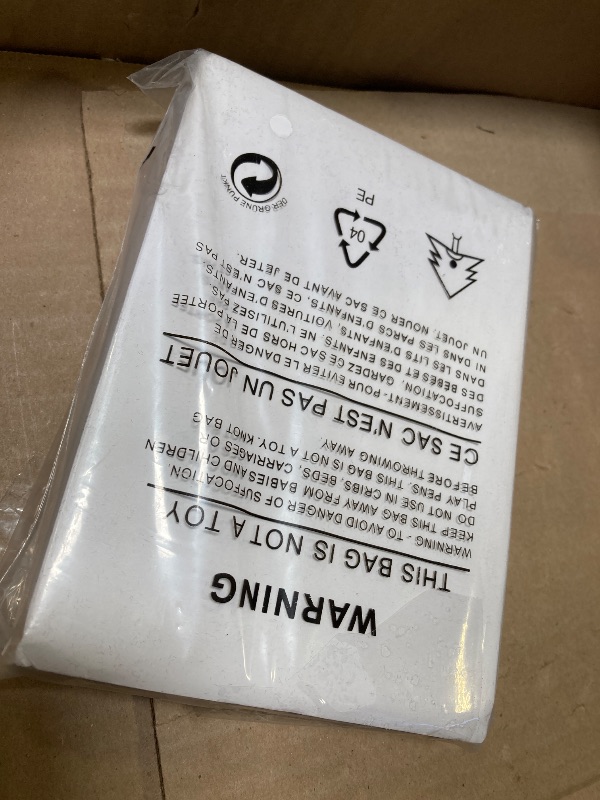 WARNING
THIS BAG IS NOT A TOY
WARNING - TO AVOID DANGER OF SUFFOCATION,
KEEP THIS BAG AWAY FROM BABIES AND CHILDREN
DO NOT USE IN CRIBS, BEDS, CARRIAGES OR
PLAY PENS. THIS BAG IS NOT A TOY. KNOT BAG
BEFORE THROWING AWAY
CE SAC N'EST PAS UN JOUET
AVERTISSEMENT - POUR EVITER LE DANGER DE
SUFFOCATION, GARDEZ CE SAC HORS DE LA PORTÉE
DES BÉBÉS ET DES ENFANTS. NE L'UTILISEZ PAS
NI DANS LES LITS D'ENFANTS, VOITURES D'ENFANTS,
NI DANS LES PARCS D'ENFANTS. CE SAC N'EST PAS
UN JOUET. NOUER CE SAC AVANT DE JETER.
04
PE
DER GRÜNE PUNKT